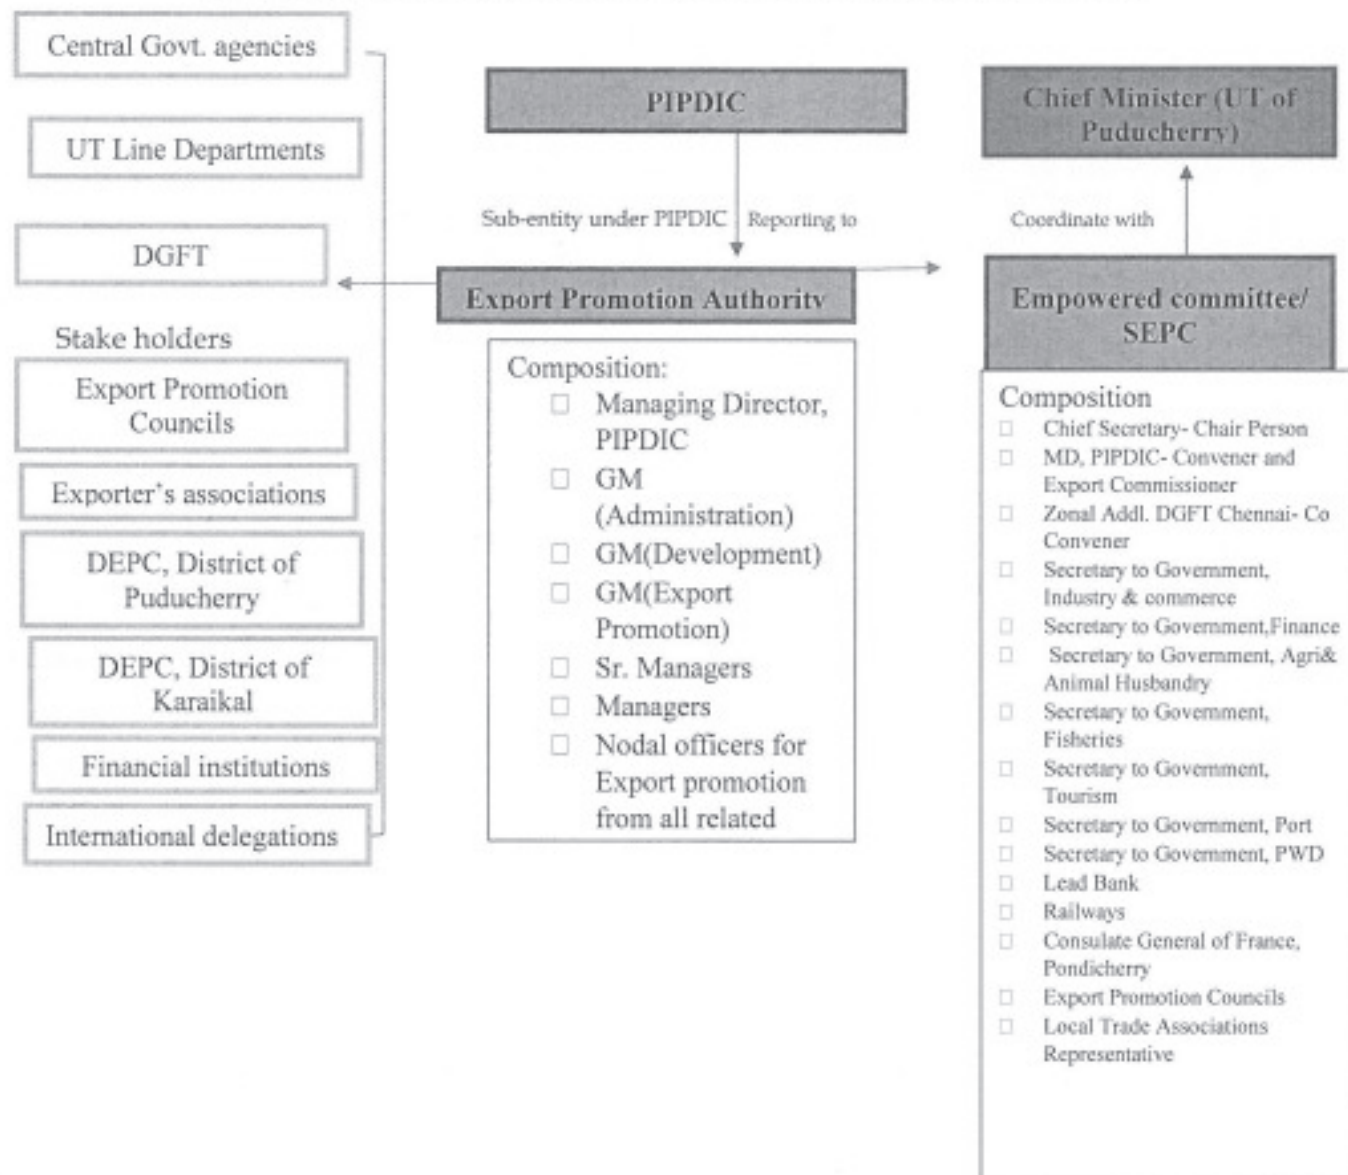 Central Govt. agencies
UT Line Departments
DGFT
Stake holders
Export Promotion
Councils
Exporter's associations
DEPC, District of
Puducherry
DEPC, District of
Karaikal
Financial institutions
International delegations
PIPDIC
Sub-entity under PIPDIC
Reporting to
Export Promotion Authority
Composition:
Managing Director,
PIPDIC
GM
(Administration)
GM(Development)
GM(Export
Promotion)
Sr. Managers
Managers
Nodal officers for
Export promotion
from all related
Chief Minister (UT of
Puducherry)
Coordinate with
Empowered committee/
SEPC
Composition
Chief Secretary- Chair Person
MD, PIPDIC- Convener and
Export Commissioner
Zonal Addl. DGFT Chennai- Co
Convener
Secretary to Government,
Industry & commerce
Secretary to Government,Finance
Secretary to Government, Agri&
Animal Husbandry
Secretary to Government,
Fisheries
Secretary to Government,
Tourism
Secretary to Government, Port
Secretary to Government, PWD
Lead Bank
Railways
Consulate General of France,
Pondicherry
Export Promotion Councils
Local Trade Associations
Representative